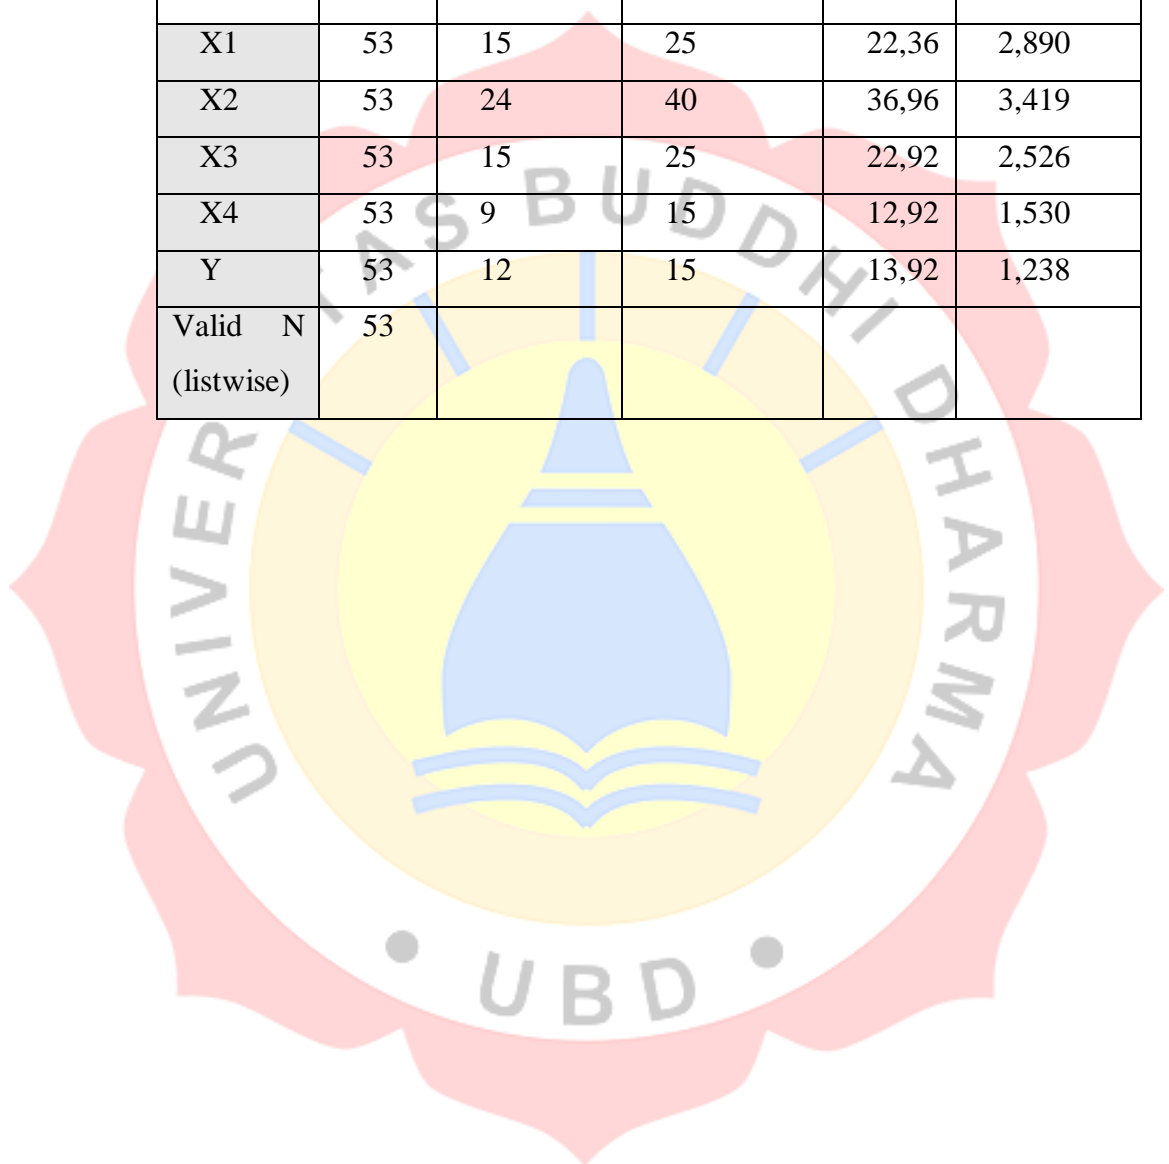 X1 53 15 25 22,36 2,890
X2 53 24 40 36,96 3,419
X3 53 15 25 22,92 2,526
X4 53 9 15 12,92 1,530
Y 53 12 15 13,92 1,238
Valid N 53
(listwise)
UNIVERSITAS BUDDHI DHARMA
• UBD •